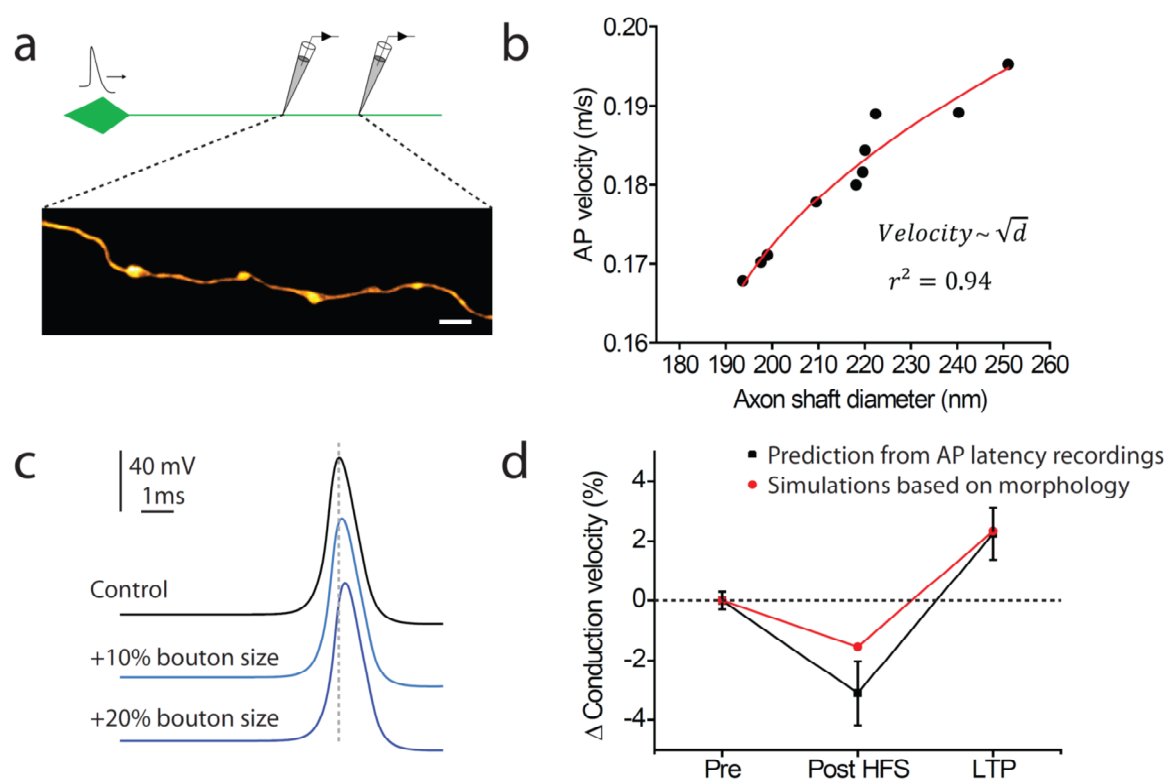 a
b
0.20
0.19
0.18
0.17
0.16
AP velocity (m/s)
Velocity~ √d
r² = 0.94
180 190 200 210 220 230 240 250 260
Axon shaft diameter (nm)
c
40 mV
1ms
Control
+10% bouton size
+20% bouton size
d
Prediction from AP latency recordings
Simulations based on morphology
4
2
0
-2
-4
Δ Conduction velocity (%)
Pre Post HFS LTP